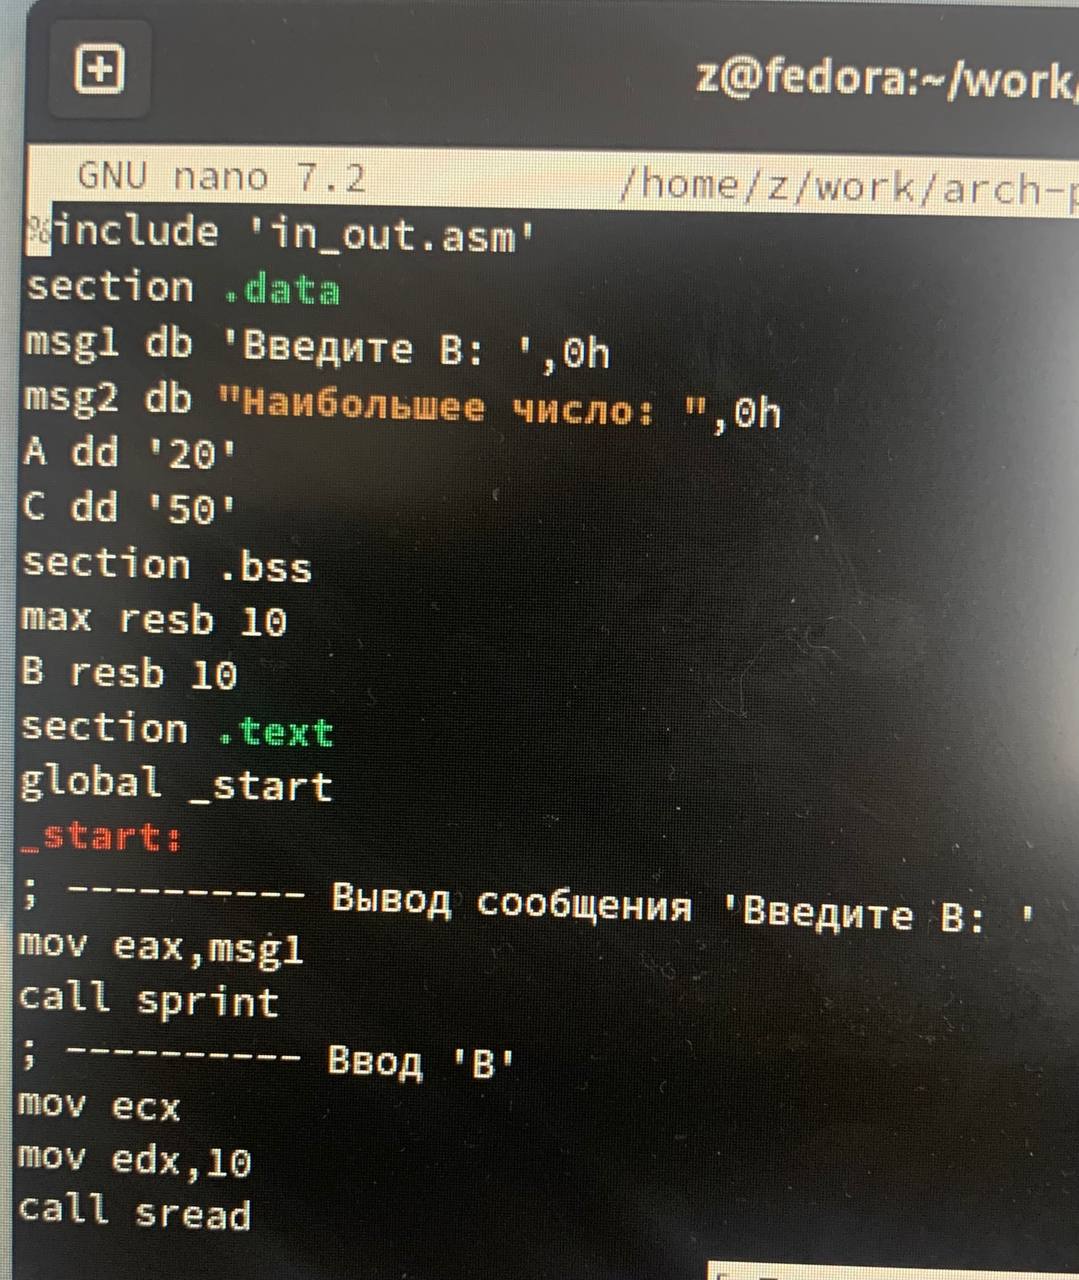 z@fedora:~/work/
GNU nano 7.2 /home/z/work/arch-p
%include 'in_out.asm'
section .data
msg1 db 'Введите B: ',0h
msg2 db "Наибольшее число: ",0h
A dd '20'
C dd '50'
section .bss
max resb 10
B resb 10
section .text
global _start
_start:
; ---------- Вывод сообщения 'Введите B: '
mov eax,msg1
call sprint
; ---------- Ввод 'B'
mov ecx
mov edx,10
call sread